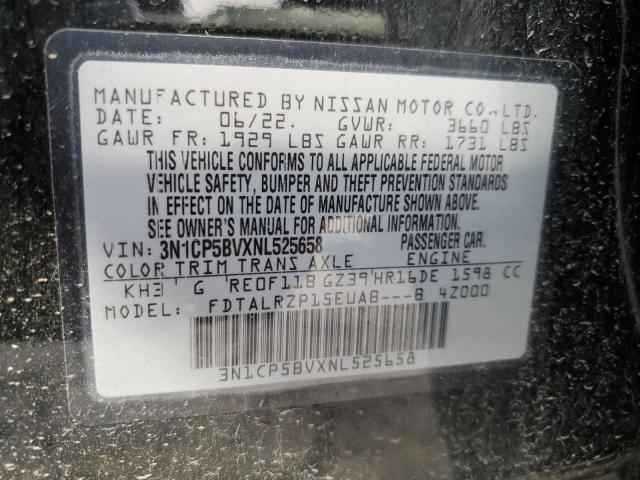 MANUFACTURED BY NISSAN MOTOR CO.,LTD.
DATE: 06/22. GVWR: 3660 LBS
GAWR FR: 1929 LBS GAWR RR: 1731 LBS
THIS VEHICLE CONFORMS TO ALL APPLICABLE FEDERAL MOTOR
VEHICLE SAFETY, BUMPER AND THEFT PREVENTION STANDARDS
IN EFFECT ON THE DATE OF MANUFACTURE SHOWN ABOVE.
SEE OWNER'S MANUAL FOR ADDITIONAL INFORMATION.
VIN: 3N1CP5BVXNL525658 PASSENGER CAR.
COLOR TRIM TRANS AXLE ENGINE
KH3 G RE0F11B GZ39 HR16DE 1598 CC
MODEL: FDTALRZP15EUAB---B 4Z000
3N1CP5BVXNL525658